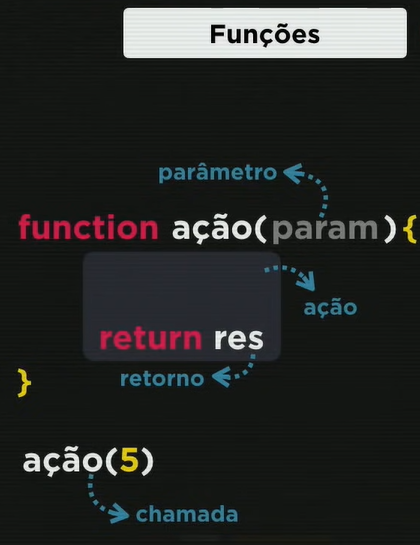 Funções
parâmetro
function ação(param){
ação
return res
retorno
}
ação(5)
chamada